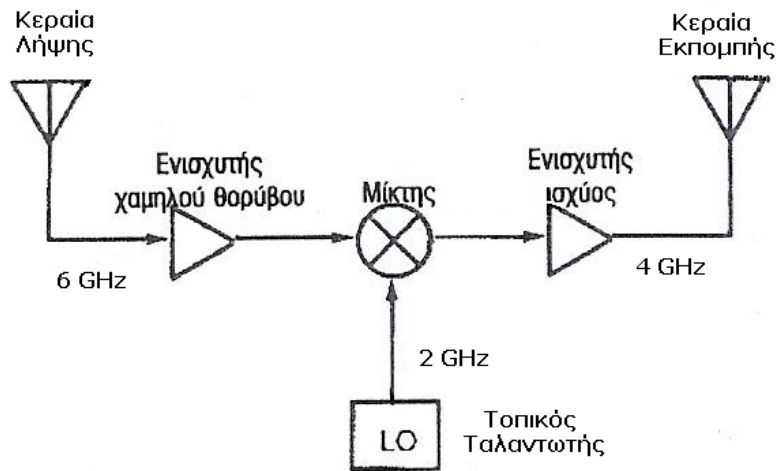 Κεραία
Λήψης
Κεραία
Εκπομπής
Ενισχυτής
χαμηλού θορύβου
Μίκτης
Ενισχυτής
ισχύος
6 GHz
4 GHz
2 GHz
LO
Τοπικός
Ταλαντωτής